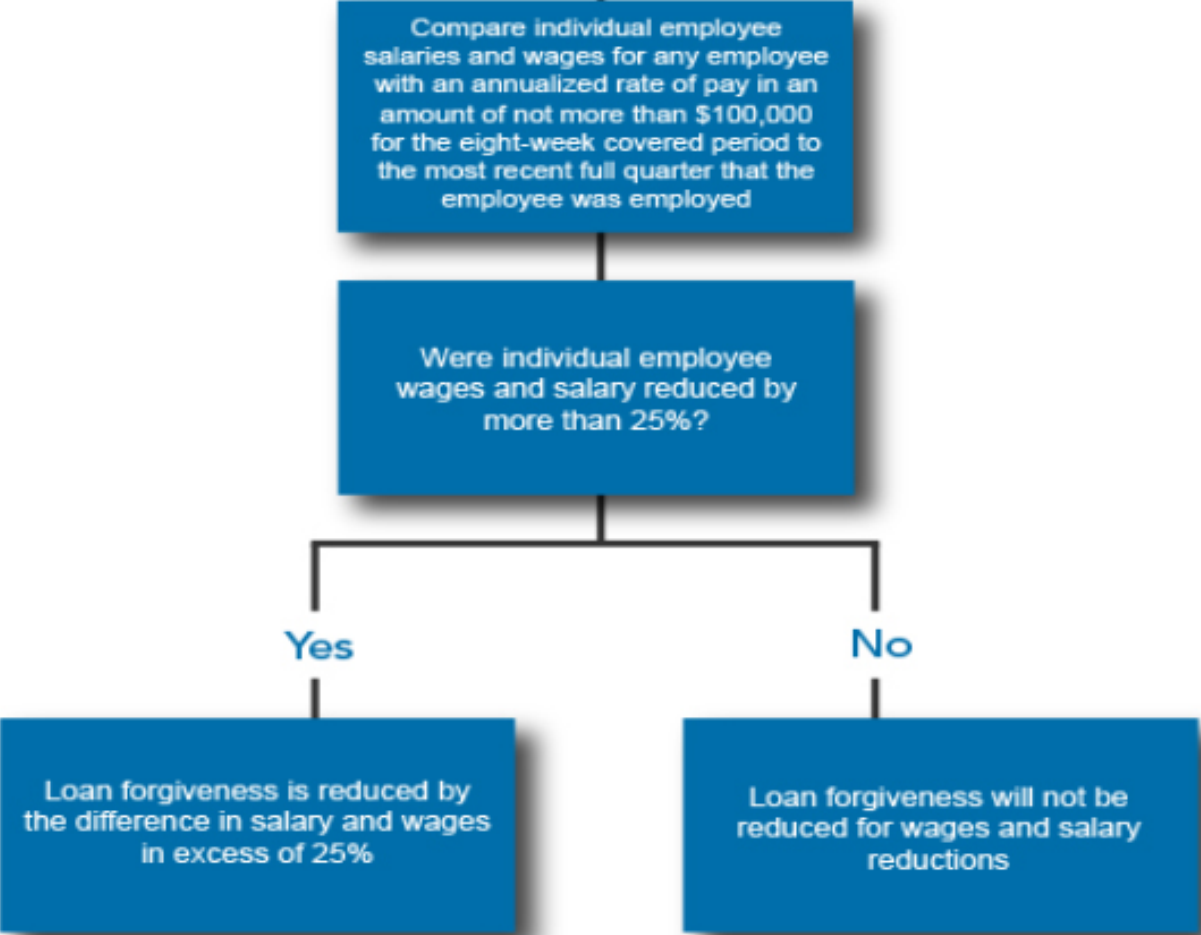 Compare individual employee
salaries and wages for any employee
with an annualized rate of pay in an
amount of not more than $100,000
for the eight-week covered period to
the most recent full quarter that the
employee was employed
Were individual employee
wages and salary reduced by
more than 25%?
Yes
No
Loan forgiveness is reduced by
the difference in salary and wages
in excess of 25%
Loan forgiveness will not be
reduced for wages and salary
reductions